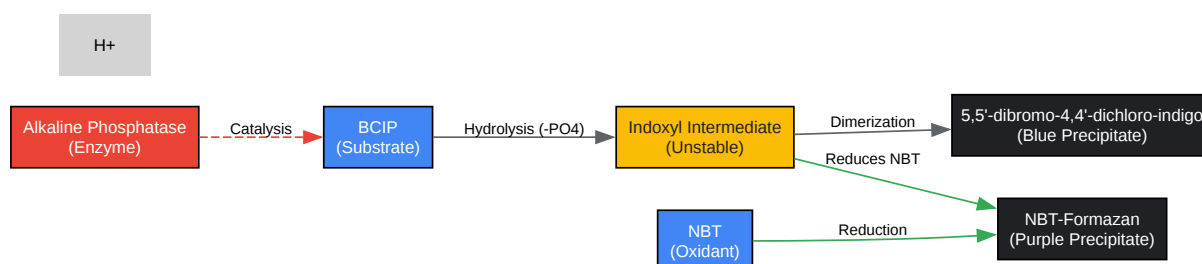 H+
Alkaline Phosphatase
(Enzyme)
Catalysis
BCIP
(Substrate)
Hydrolysis (-PO4)
Indoxyl Intermediate
(Unstable)
Dimerization
5,5'-dibromo-4,4'-dichloro-indigo
(Blue Precipitate)
Reduces NBT
NBT
(Oxidant)
Reduction
NBT-Formazan
(Purple Precipitate)